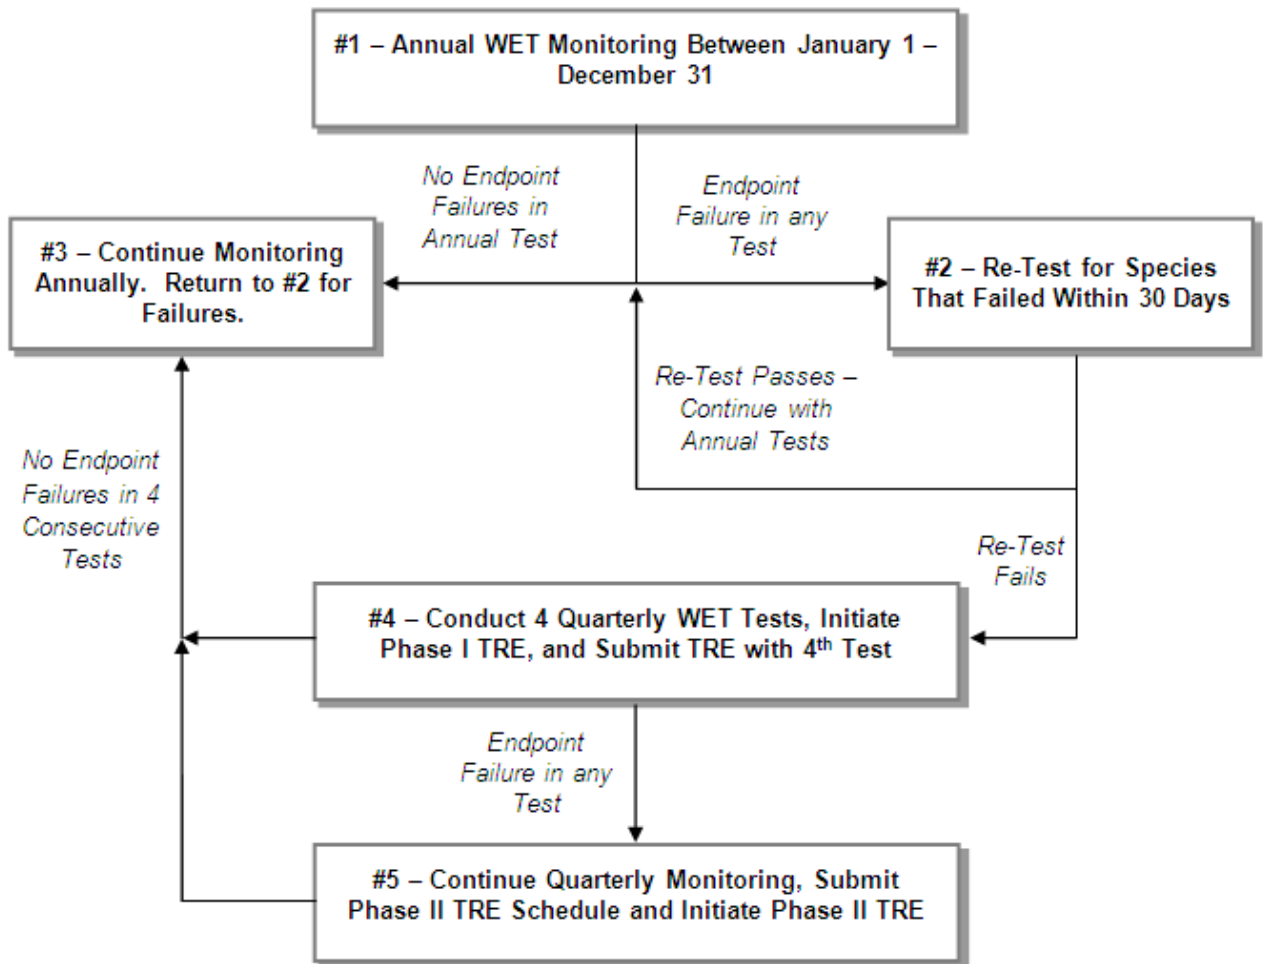 #1 – Annual WET Monitoring Between January 1 –
December 31
No Endpoint
Failures in
Annual Test
Endpoint
Failure in any
Test
#3 – Continue Monitoring
Annually. Return to #2 for
Failures.
#2 – Re-Test for Species
That Failed Within 30 Days
Re-Test Passes –
Continue with
Annual Tests
No Endpoint
Failures in 4
Consecutive
Tests
Re-Test
Fails
#4 – Conduct 4 Quarterly WET Tests, Initiate
Phase I TRE, and Submit TRE with 4th Test
Endpoint
Failure in any
Test
#5 – Continue Quarterly Monitoring, Submit
Phase II TRE Schedule and Initiate Phase II TRE